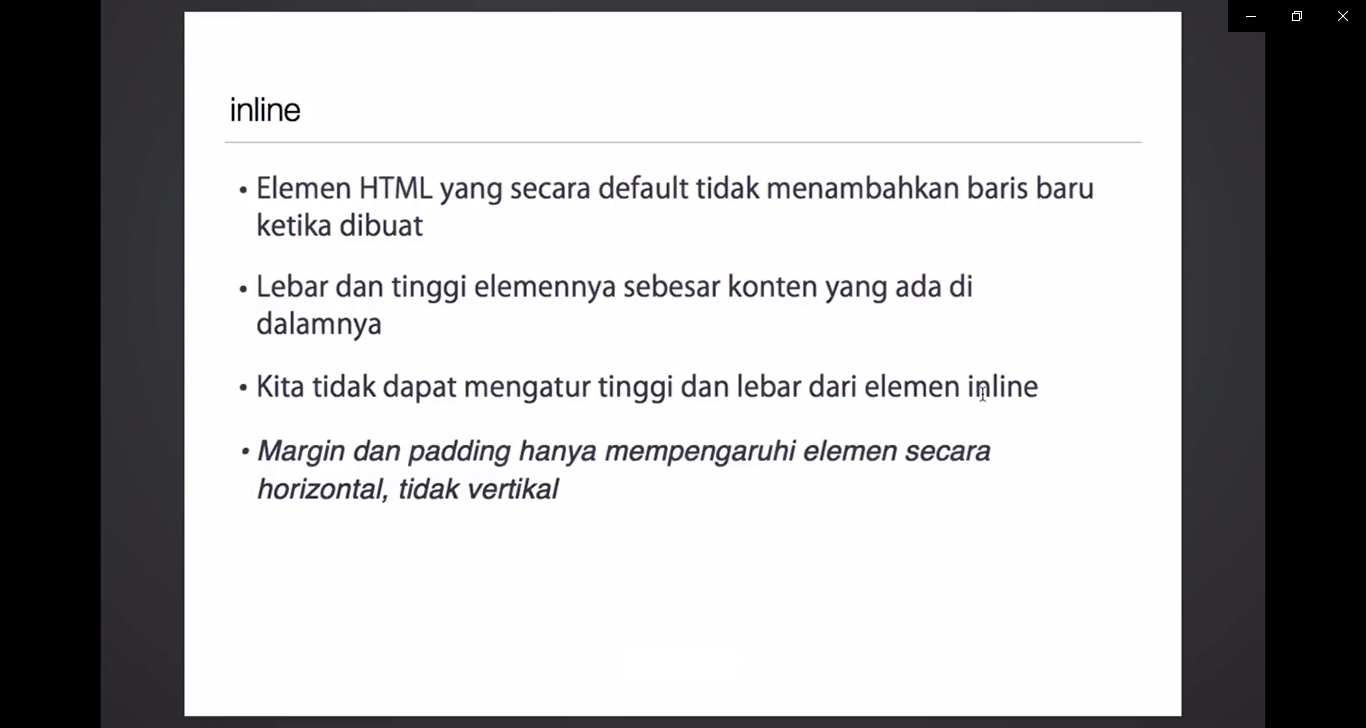 inline
• Elemen HTML yang secara default tidak menambahkan baris baru
ketika dibuat
• Lebar dan tinggi elemennya sebesar konten yang ada di
dalamnya
• Kita tidak dapat mengatur tinggi dan lebar dari elemen inline
• Margin dan padding hanya mempengaruhi elemen secara
horizontal, tidak vertikal